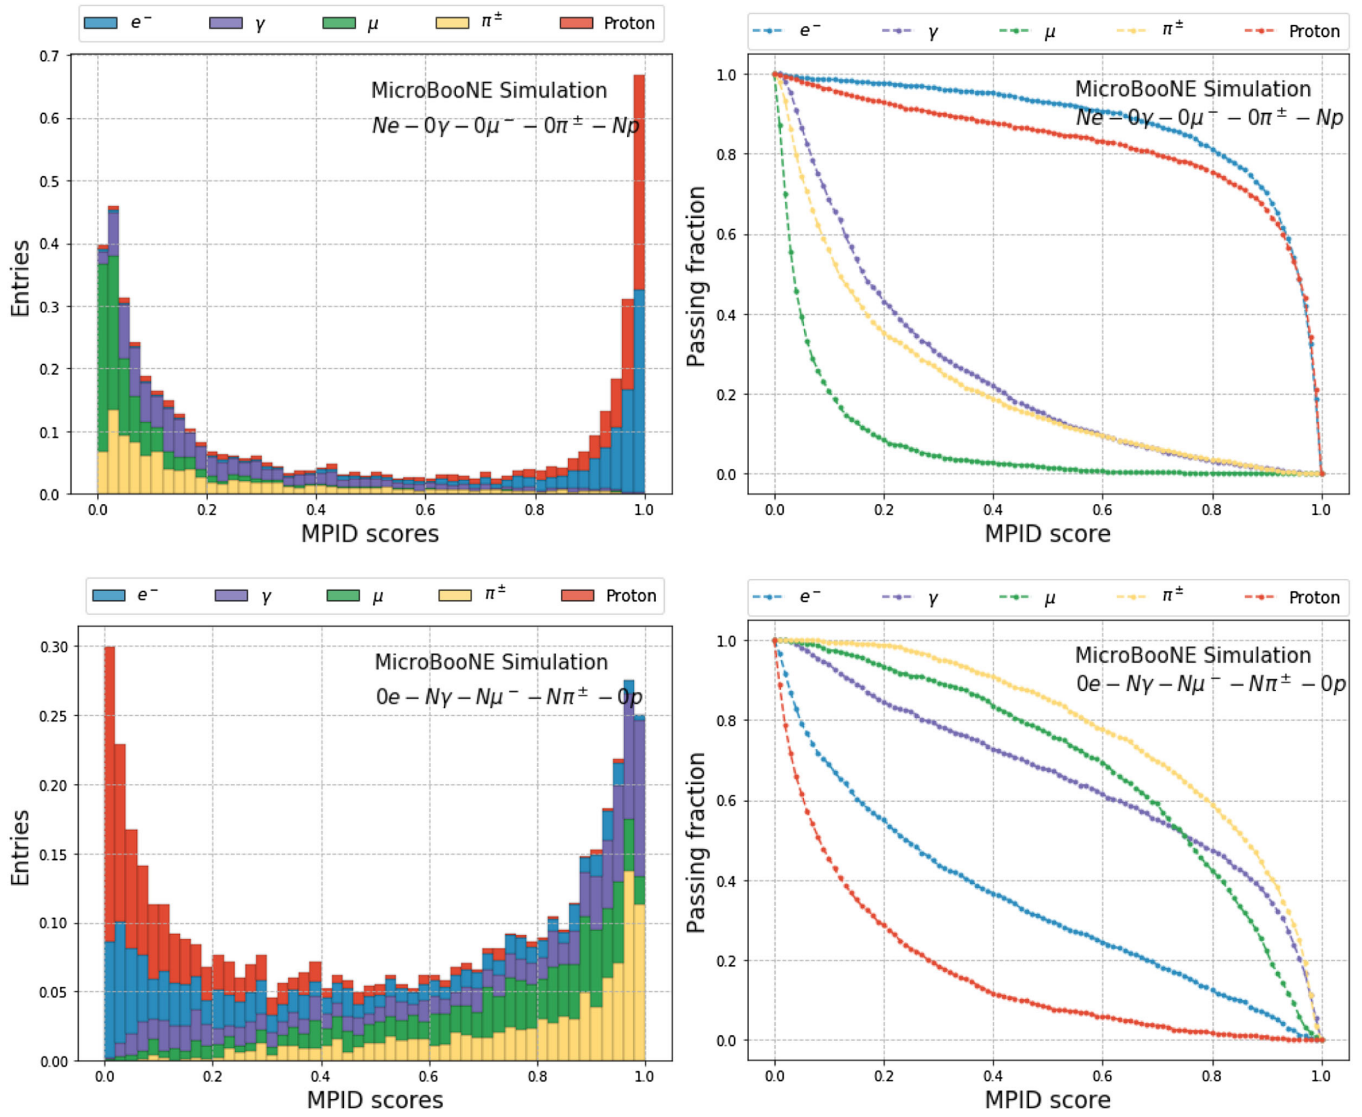 e⁻ γ μ π± Proton
MicroBooNE Simulation
Ne − 0γ − 0μ⁻ − 0π± − Np
Entries
0.7
0.6
0.5
0.4
0.3
0.2
0.1
0.0
0.0 0.2 0.4 0.6 0.8 1.0
MPID scores
e⁻ γ μ π± Proton
MicroBooNE Simulation
Ne − 0γ − 0μ⁻ − 0π± − Np
Passing fraction
1.0
0.8
0.6
0.4
0.2
0.0
0.0 0.2 0.4 0.6 0.8 1.0
MPID score
e⁻ γ μ π± Proton
MicroBooNE Simulation
0e − Nγ − Nμ⁻ − Nπ± − 0p
Entries
0.30
0.25
0.20
0.15
0.10
0.05
0.00
0.0 0.2 0.4 0.6 0.8 1.0
MPID scores
e⁻ γ μ π± Proton
MicroBooNE Simulation
0e − Nγ − Nμ⁻ − Nπ± − 0p
Passing fraction
1.0
0.8
0.6
0.4
0.2
0.0
0.0 0.2 0.4 0.6 0.8 1.0
MPID score